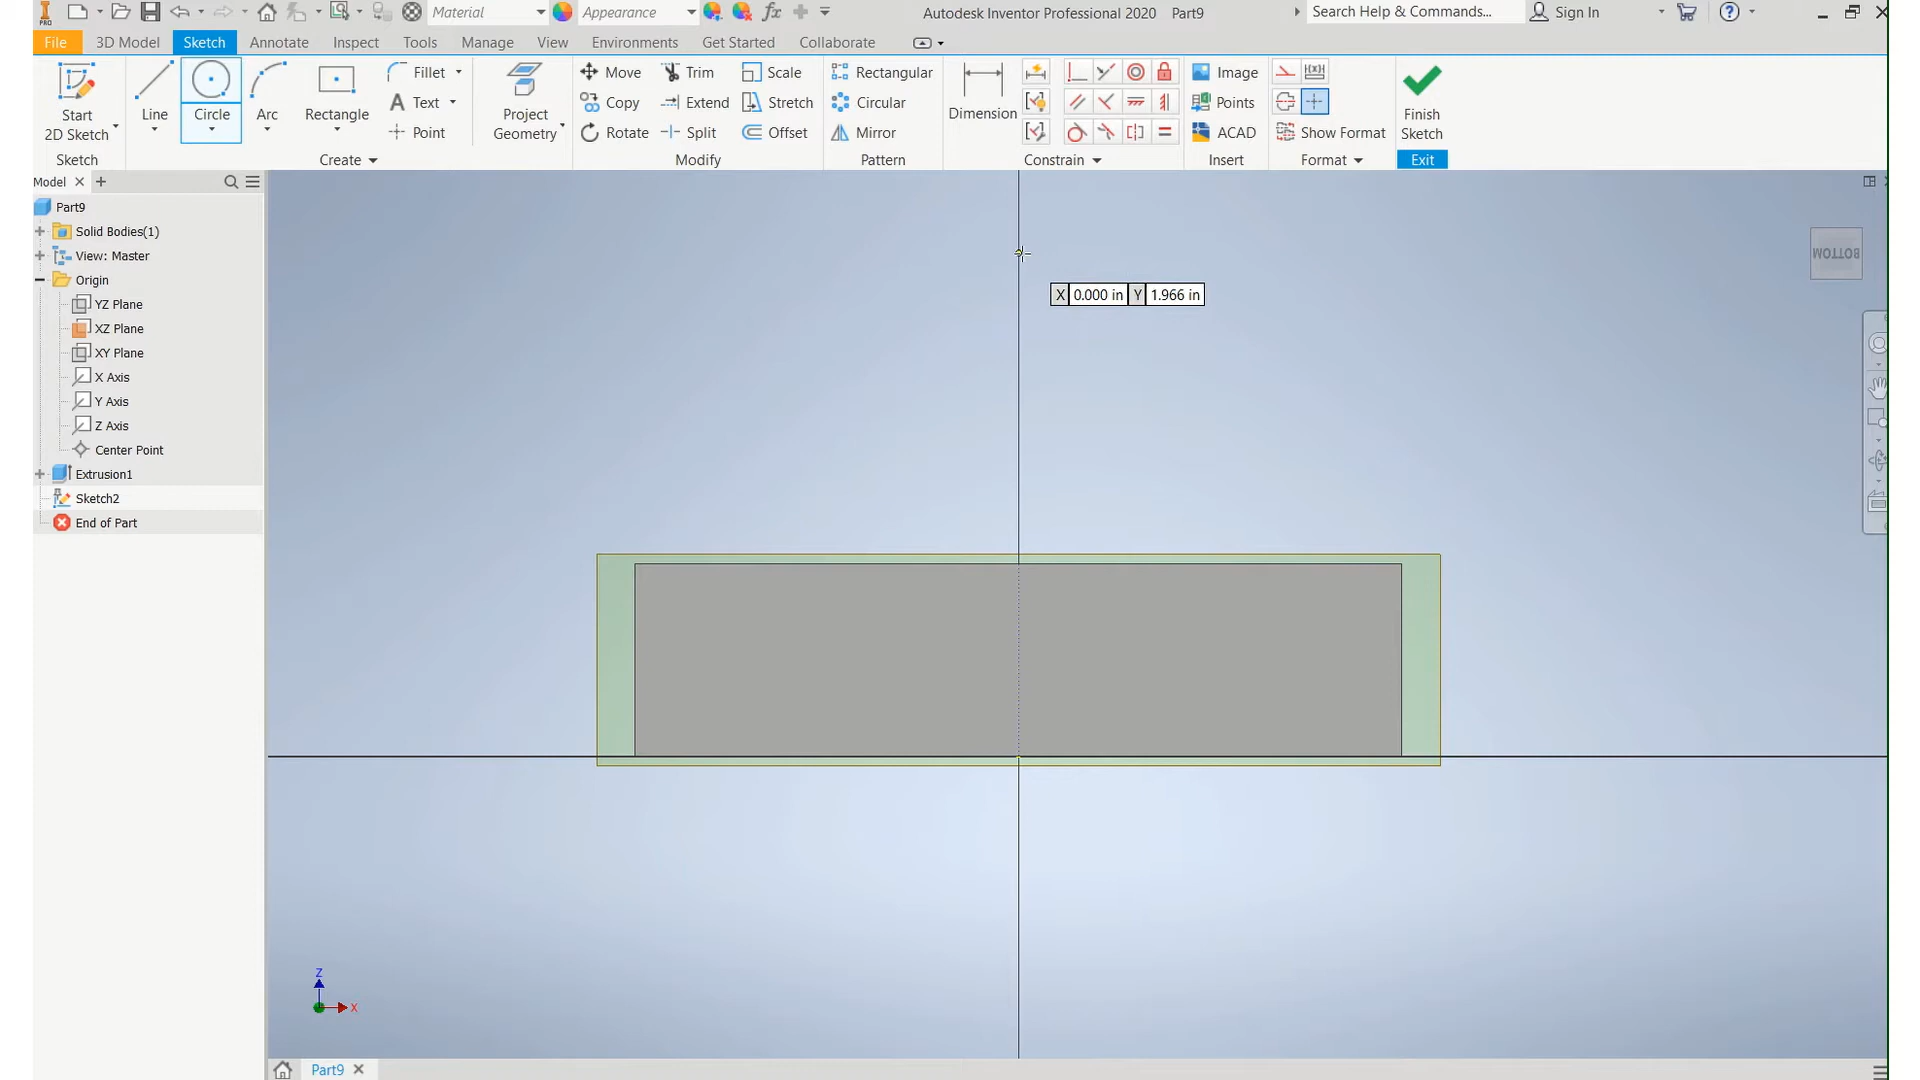 PRO Material Appearance fx Autodesk Inventor Professional 2020 Part9 Search Help & Commands... Sign In
File 3D Model Sketch Annotate Inspect Tools Manage View Environments Get Started Collaborate
Start
2D Sketch
Line
Circle
Arc
Rectangle
Fillet
Text
Point
Project
Geometry
Move Trim Scale
Copy Extend Stretch
Rotate Split Offset
Rectangular
Circular
Mirror
Dimension
Image
Points
ACAD
Show Format
Finish
Sketch
Sketch Create Modify Pattern Constrain Insert Format Exit
Model
Part9
Solid Bodies(1)
View: Master
Origin
YZ Plane
XZ Plane
XY Plane
X Axis
Y Axis
Z Axis
Center Point
Extrusion1
Sketch2
End of Part
BOTTOM
X 0.000 in Y 1.966 in
Z
X
Part9